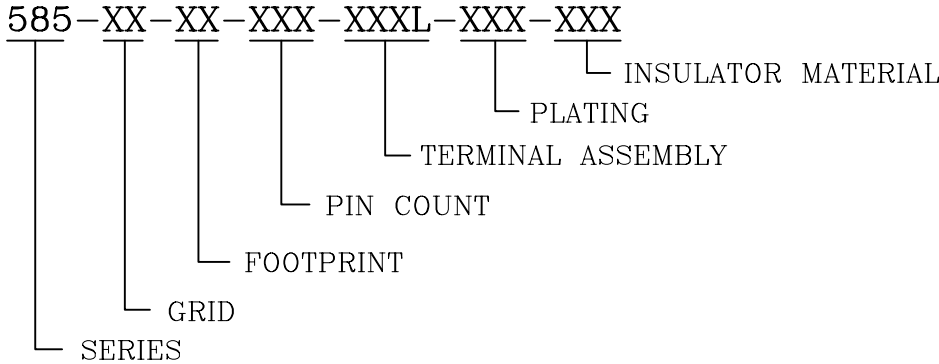 585-XX-XX-XXX-XXXL-XXX-XXX
INSULATOR MATERIAL
PLATING
TERMINAL ASSEMBLY
PIN COUNT
FOOTPRINT
GRID
SERIES